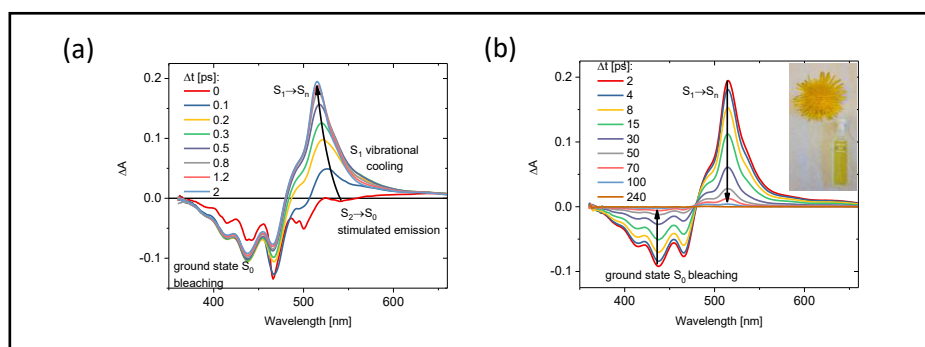 (a)
Δt [ps]:
0
0.1
0.2
0.3
0.5
0.8
1.2
2
S₁→Sₙ
S₁ vibrational
cooling
S₂→S₀
stimulated emission
ground state S₀
bleaching
0.2
0.1
0.0
-0.1
ΔA
400
500
600
Wavelength [nm]
(b)
Δt [ps]:
2
4
8
15
30
50
70
100
240
S₁→Sₙ
ground state S₀ bleaching
0.2
0.1
0.0
-0.1
ΔA
400
500
600
Wavelength [nm]